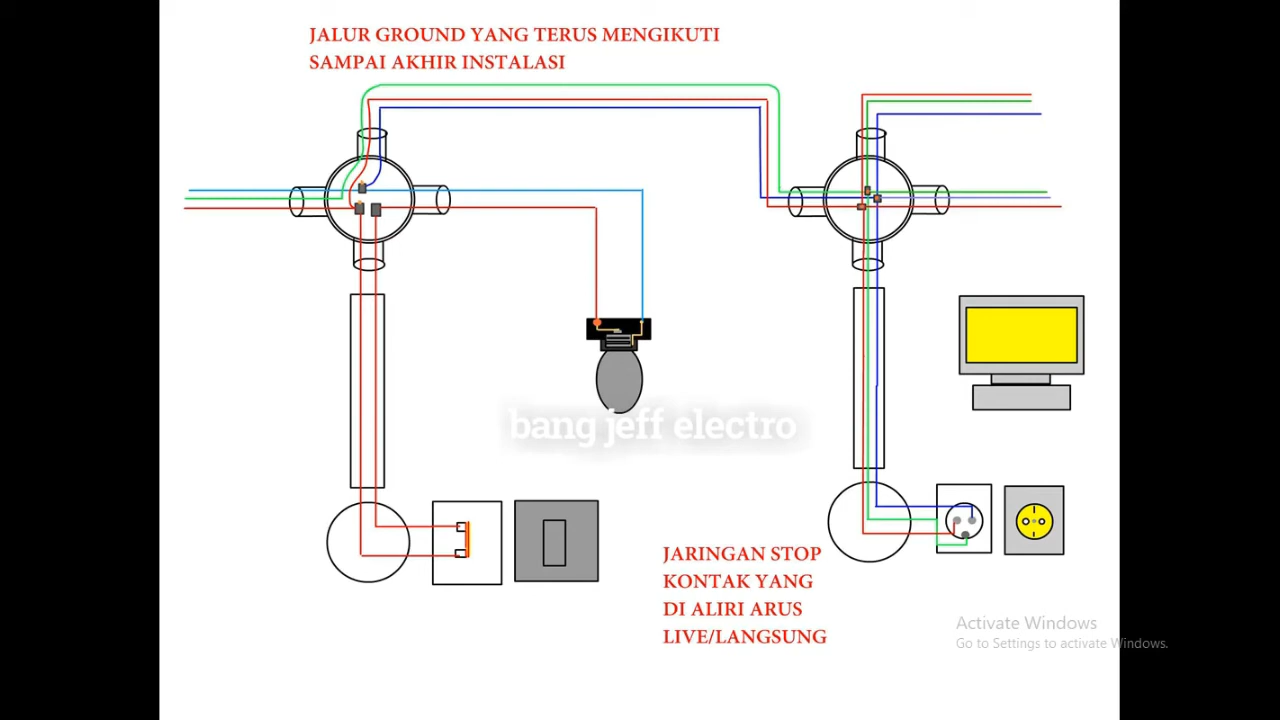 JALUR GROUND YANG TERUS MENGIKUTI
SAMPAI AKHIR INSTALASI
bang jeff electro
JARINGAN STOP
KONTAK YANG
DI ALIRI ARUS
LIVE/LANGSUNG
Activate Windows
Go to Settings to activate Windows.